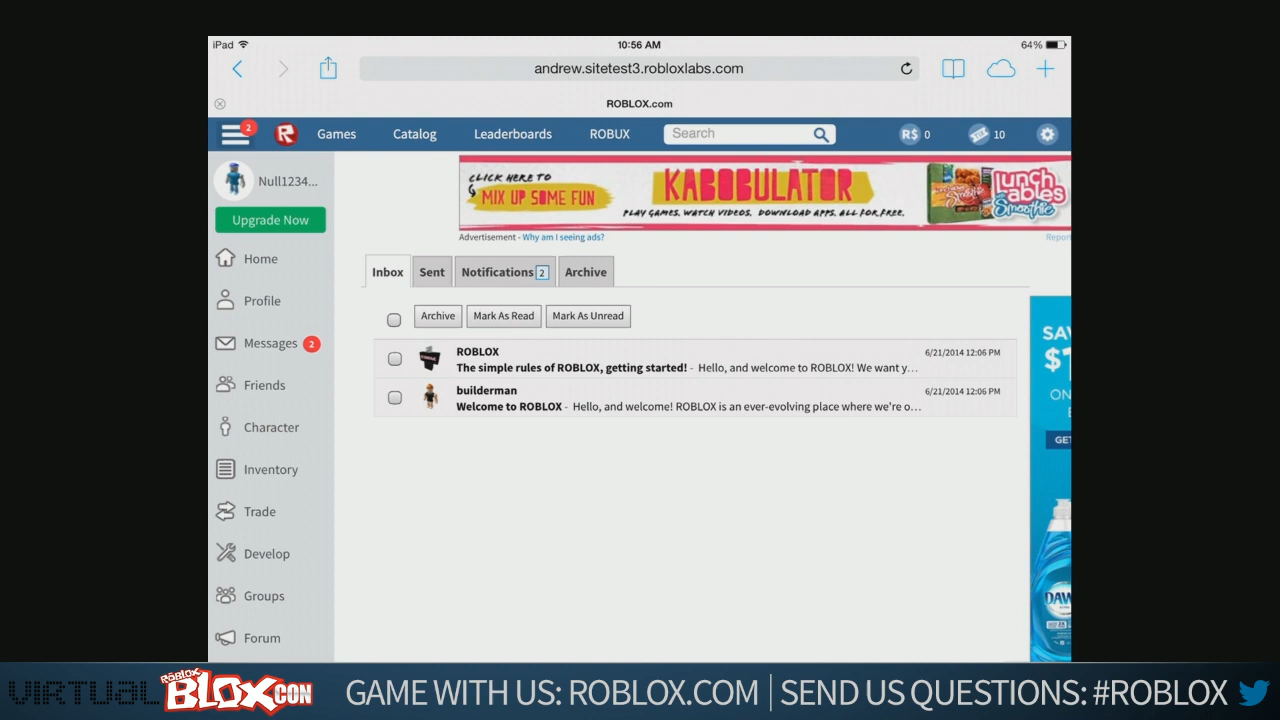 iPad
10:56 AM
64%
andrew.sitetest3.robloxlabs.com
ROBLOX.com
2
R
Games
Catalog
Leaderboards
ROBUX
Search
R$ 0
10
Null1234...
Upgrade Now
Home
Profile
Messages 2
Friends
Character
Inventory
Trade
Develop
Groups
Forum
CLICK HERE TO
MIX UP SOME FUN
KABOBULATOR
PLAY GAMES. WATCH VIDEOS. DOWNLOAD APPS. ALL FOR FREE.
lunchables
Smoothie
Advertisement - Why am I seeing ads?
Repor
Inbox
Sent
Notifications 2
Archive
Archive
Mark As Read
Mark As Unread
ROBLOX
6/21/2014 12:06 PM
The simple rules of ROBLOX, getting started! - Hello, and welcome to ROBLOX! We want y...
builderman
6/21/2014 12:06 PM
Welcome to ROBLOX - Hello, and welcome! ROBLOX is an ever-evolving place where we're o...
SAV
$1
ON
GET
DAW
VIRTUAL
ROBLOX
BLOXCON
GAME WITH US: ROBLOX.COM | SEND US QUESTIONS: #ROBLOX